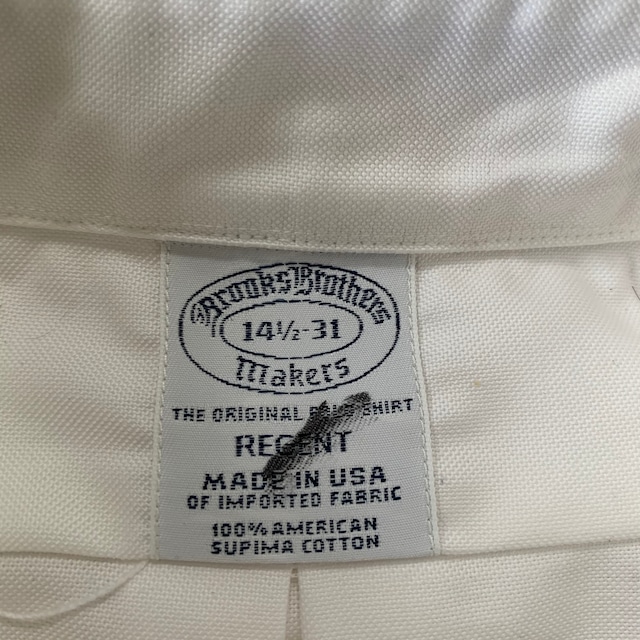 Brooks Brothers
14½-31
Makers
THE ORIGINAL POLO SHIRT
REGENT
MADE IN USA
OF IMPORTED FABRIC
100% AMERICAN
SUPIMA COTTON